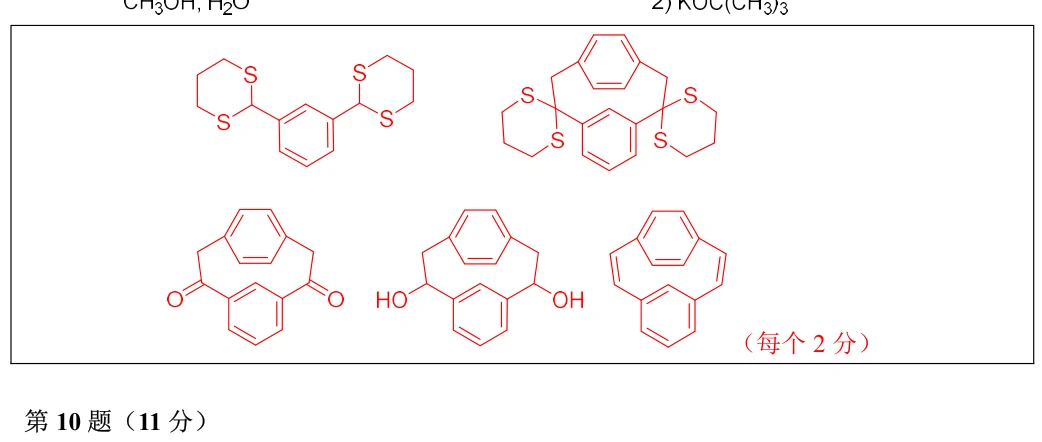 CH₃OH, H₂O 2) KOC(CH₃)₃
S S S S
S S S S
O O HO OH
（每个 2 分）
第 10 题（11 分）